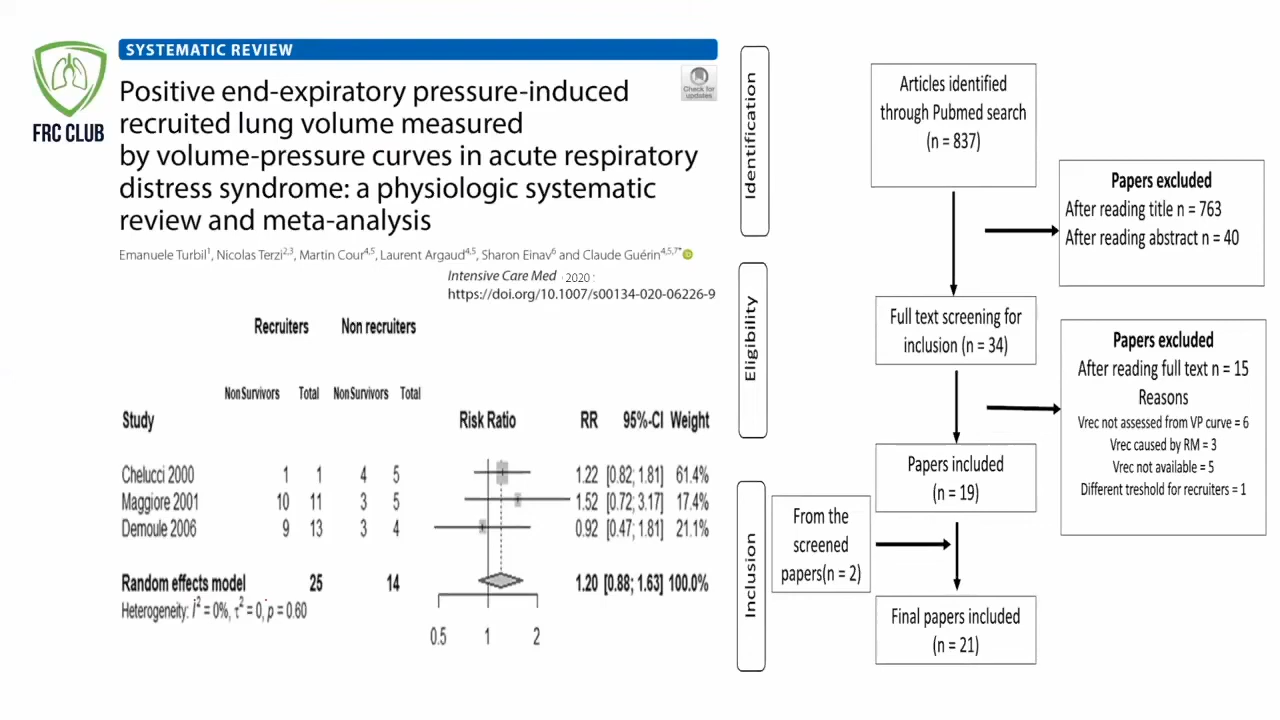 FRC CLUB
SYSTEMATIC REVIEW
Check for
updates
Positive end-expiratory pressure-induced
recruited lung volume measured
by volume-pressure curves in acute respiratory
distress syndrome: a physiologic systematic
review and meta-analysis
Emanuele Turbil1, Nicolas Terzi2,3, Martin Cour4,5, Laurent Argaud4,5, Sharon Einav6 and Claude Guérin4,5,7*
Intensive Care Med 2020 :
https://doi.org/10.1007/s00134-020-06226-9
Recruiters Non recruiters
NonSurvivors Total NonSurvivors Total
Study Risk Ratio RR 95%-CI Weight
Chelucci 2000 1 1 4 5 1.22 [0.82; 1.81] 61.4%
Maggiore 2001 10 11 3 5 1.52 [0.72; 3.17] 17.4%
Demoule 2006 9 13 3 4 0.92 [0.47; 1.81] 21.1%
Random effects model 25 14 1.20 [0.88; 1.63] 100.0%
Heterogeneity: I2 = 0%, τ2 = 0, p = 0.60
0.5 1 2
Identification
Articles identified
through Pubmed search
(n = 837)
Papers excluded
After reading title n = 763
After reading abstract n = 40
Eligibility
Full text screening for
inclusion (n = 34)
Papers excluded
After reading full text n = 15
Reasons
Vrec not assessed from VP curve = 6
Vrec caused by RM = 3
Vrec not available = 5
Different treshold for recruiters = 1
Papers included
(n = 19)
Inclusion
From the
screened
papers(n = 2)
Final papers included
(n = 21)